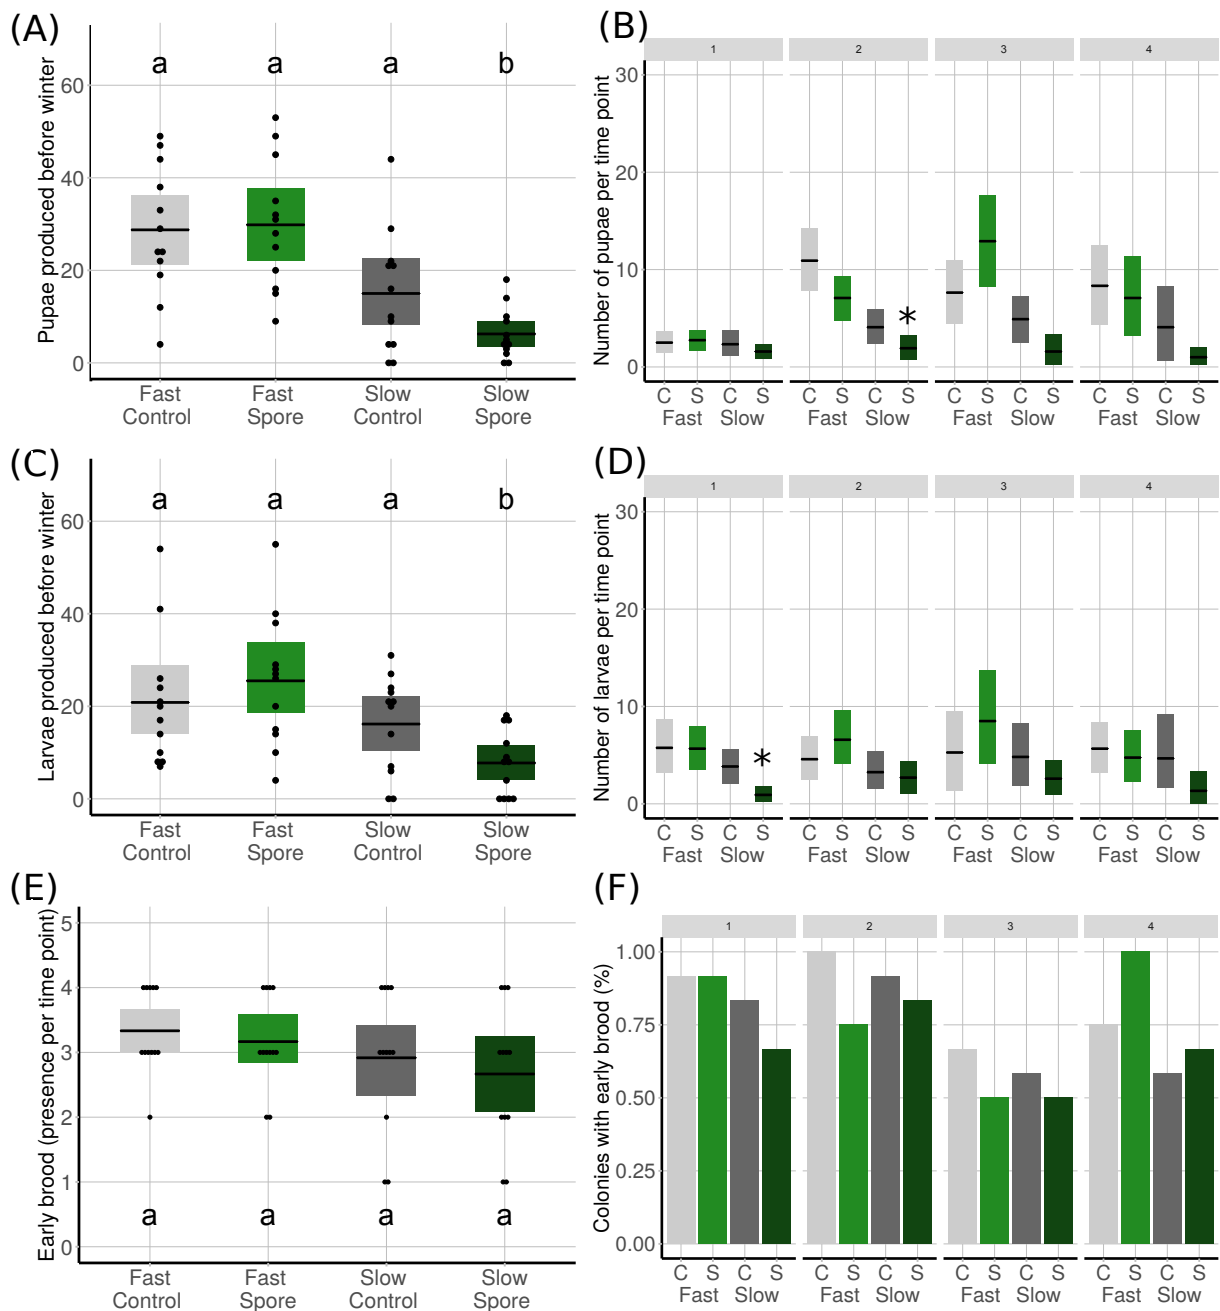 (A)
Pupae produced before winter
60
40
20
0
a a a b
Fast Control
Fast Spore
Slow Control
Slow Spore
(B)
Number of pupae per time point
1 2 3 4
30
20
10
0
*
C S C S C S C S C S C S C S C S
Fast Slow Fast Slow Fast Slow Fast Slow
(C)
Larvae produced before winter
60
40
20
0
a a a b
Fast Control
Fast Spore
Slow Control
Slow Spore
(D)
Number of larvae per time point
1 2 3 4
30
20
10
0
*
C S C S C S C S C S C S C S C S
Fast Slow Fast Slow Fast Slow Fast Slow
(E)
Early brood (presence per time point)
5
4
3
2
1
0
a a a a
Fast Control
Fast Spore
Slow Control
Slow Spore
(F)
Colonies with early brood (%)
1 2 3 4
1.00
0.75
0.50
0.25
0.00
C S C S C S C S C S C S C S C S
Fast Slow Fast Slow Fast Slow Fast Slow